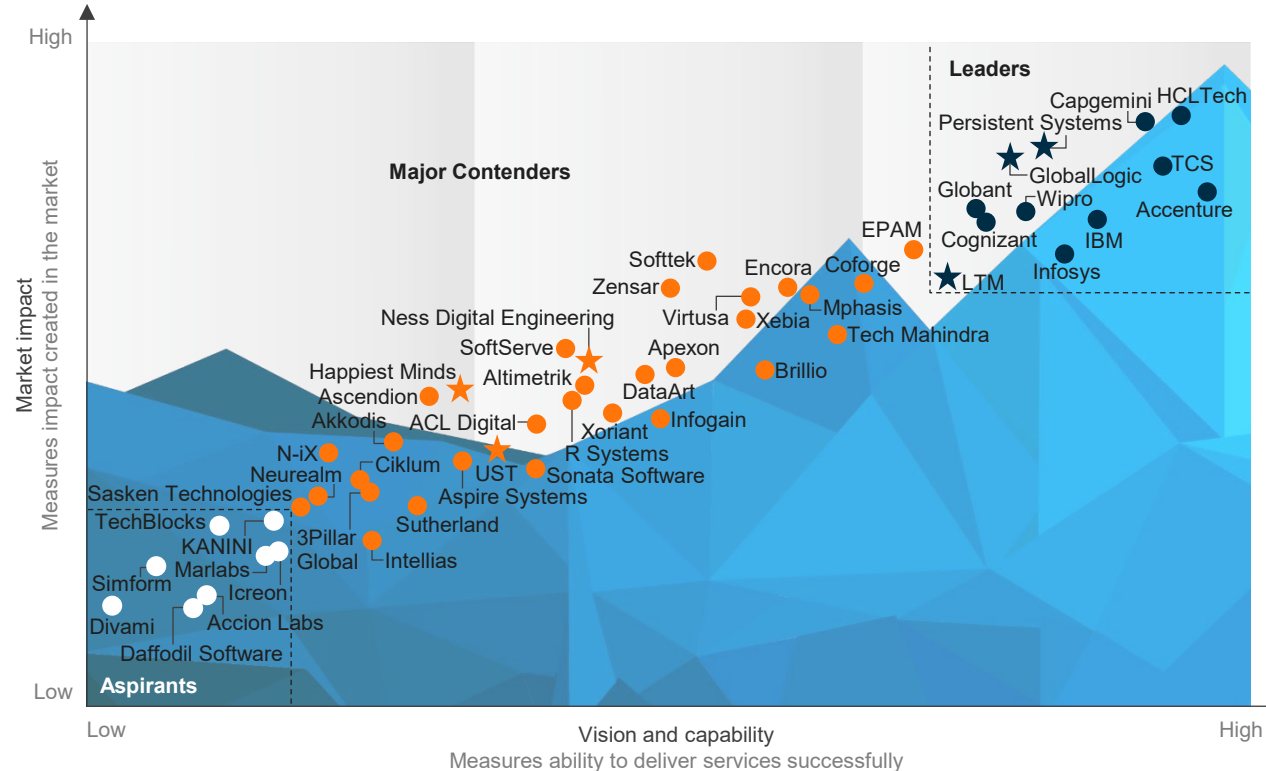 High
Leaders
Capgemini
HCLTech
Persistent Systems
Major Contenders
TCS
GlobalLogic
Globant
Wipro
Accenture
EPAM
Cognizant
IBM
Softtek
Encora
Coforge
Infosys
Zensar
LTM
Mphasis
Ness Digital Engineering
Virtusa
Xebia
Tech Mahindra
SoftServe
Apexon
Happiest Minds
Altimetrik
Brillio
Ascendion
DataArt
Akkodis
ACL Digital
Infogain
Xoriant
R Systems
N-iX
Ciklum
Neurealm
UST
Sonata Software
Sasken Technologies
Aspire Systems
TechBlocks
Sutherland
3Pillar
Global
KANINI
Intellias
Marlabs
Simform
Icreon
Divami
Accion Labs
Daffodil Software
Aspirants
Low
Market impact
Measures impact created in the market
Low
High
Vision and capability
Measures ability to deliver services successfully